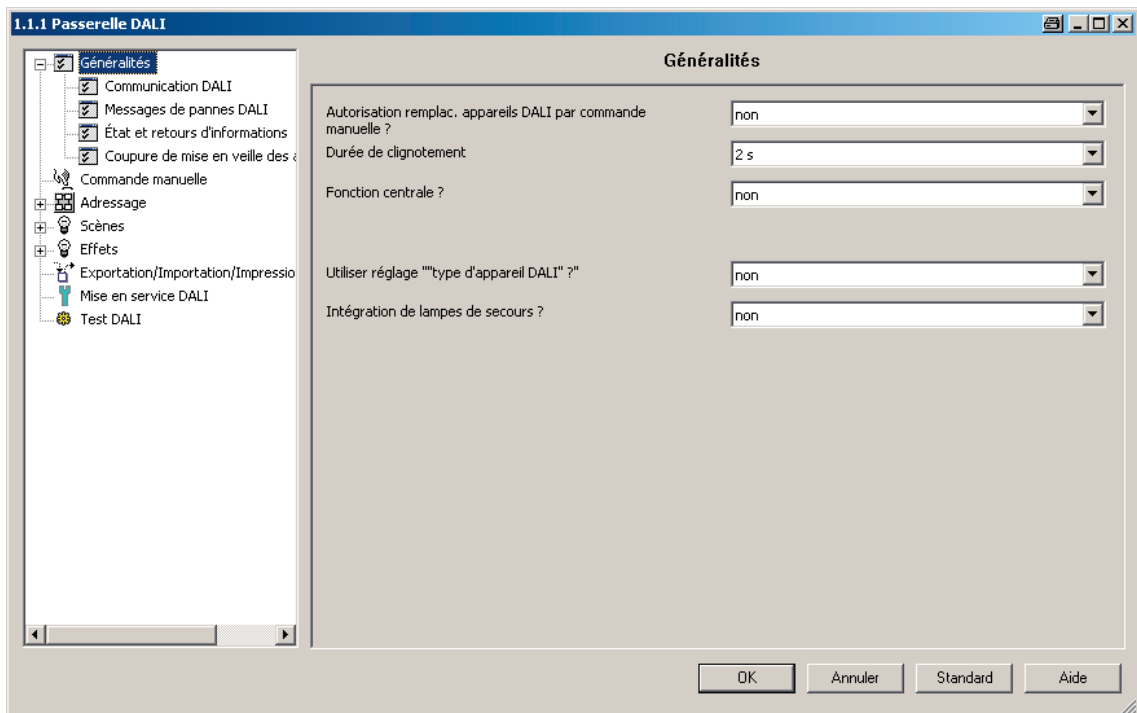 1.1.1 Passerelle DALI
Généralités
Communication DALI
Messages de pannes DALI
État et retours d'informations
Coupure de mise en veille des a
Commande manuelle
Adressage
Scènes
Effets
Exportation/Importation/Impressio
Mise en service DALI
Test DALI
Généralités
Autorisation remplac. appareils DALI par commande
manuelle ?
non
Durée de clignotement
2 s
Fonction centrale ?
non
Utiliser réglage ""type d'appareil DALI" ?"
non
Intégration de lampes de secours ?
non
OK
Annuler
Standard
Aide